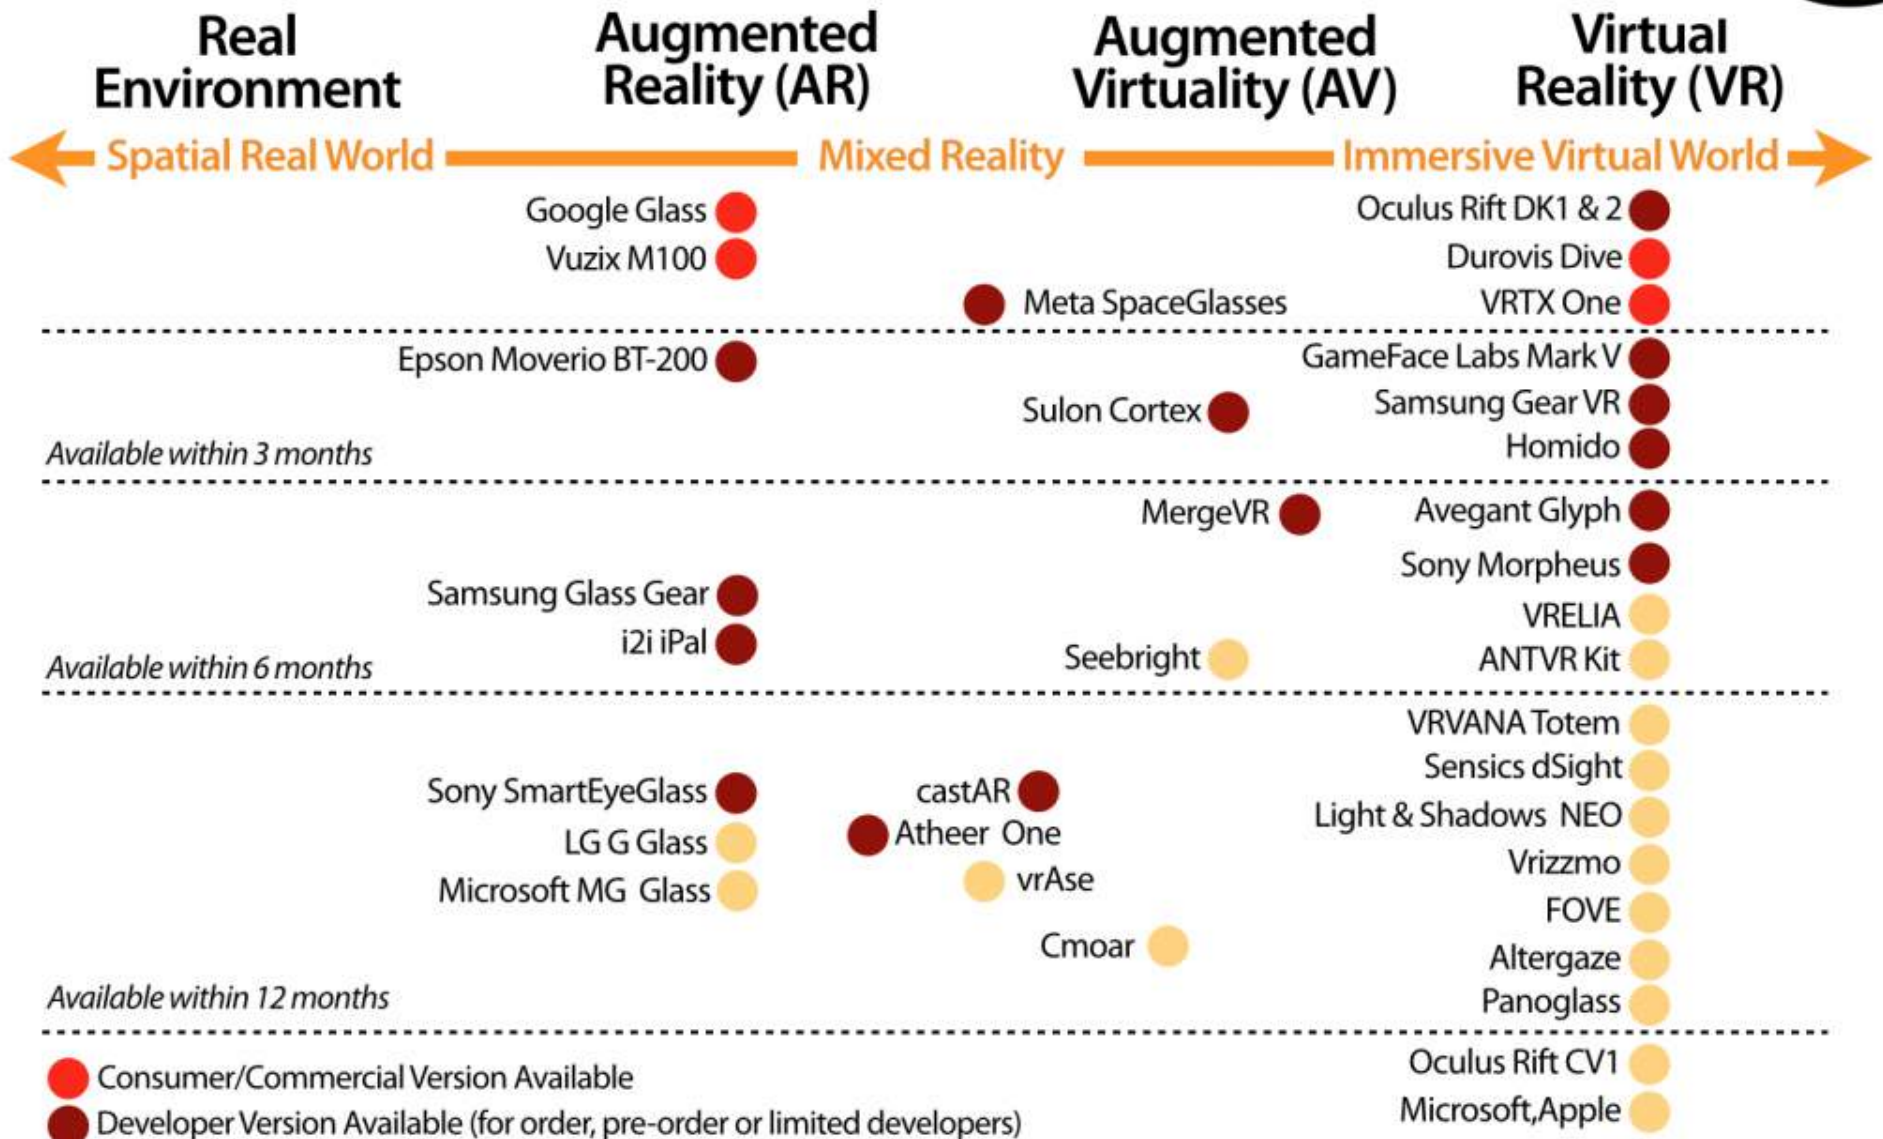 Real
Environment
Augmented
Reality (AR)
Augmented
Virtuality (AV)
Virtual
Reality (VR)
Spatial Real World
Mixed Reality
Immersive Virtual World
Google Glass
Oculus Rift DK1 & 2
Vuzix M100
Durovis Dive
Meta SpaceGlasses
VRTX One
Epson Moverio BT-200
GameFace Labs Mark V
Sulon Cortex
Samsung Gear VR
Homido
Available within 3 months
MergeVR
Avegant Glyph
Sony Morpheus
Samsung Glass Gear
VRELIA
i2i iPal
Seebright
ANTVR Kit
Available within 6 months
VRVANA Totem
Sensics dSight
Sony SmartEyeGlass
castAR
Light & Shadows NEO
Atheer One
LG G Glass
Vrizzmo
vrAse
Microsoft MG Glass
FOVE
Cmoar
Altergaze
Available within 12 months
Panoglass
Oculus Rift CV1
Consumer/Commercial Version Available
Microsoft,Apple
Developer Version Available (for order, pre-order or limited developers)